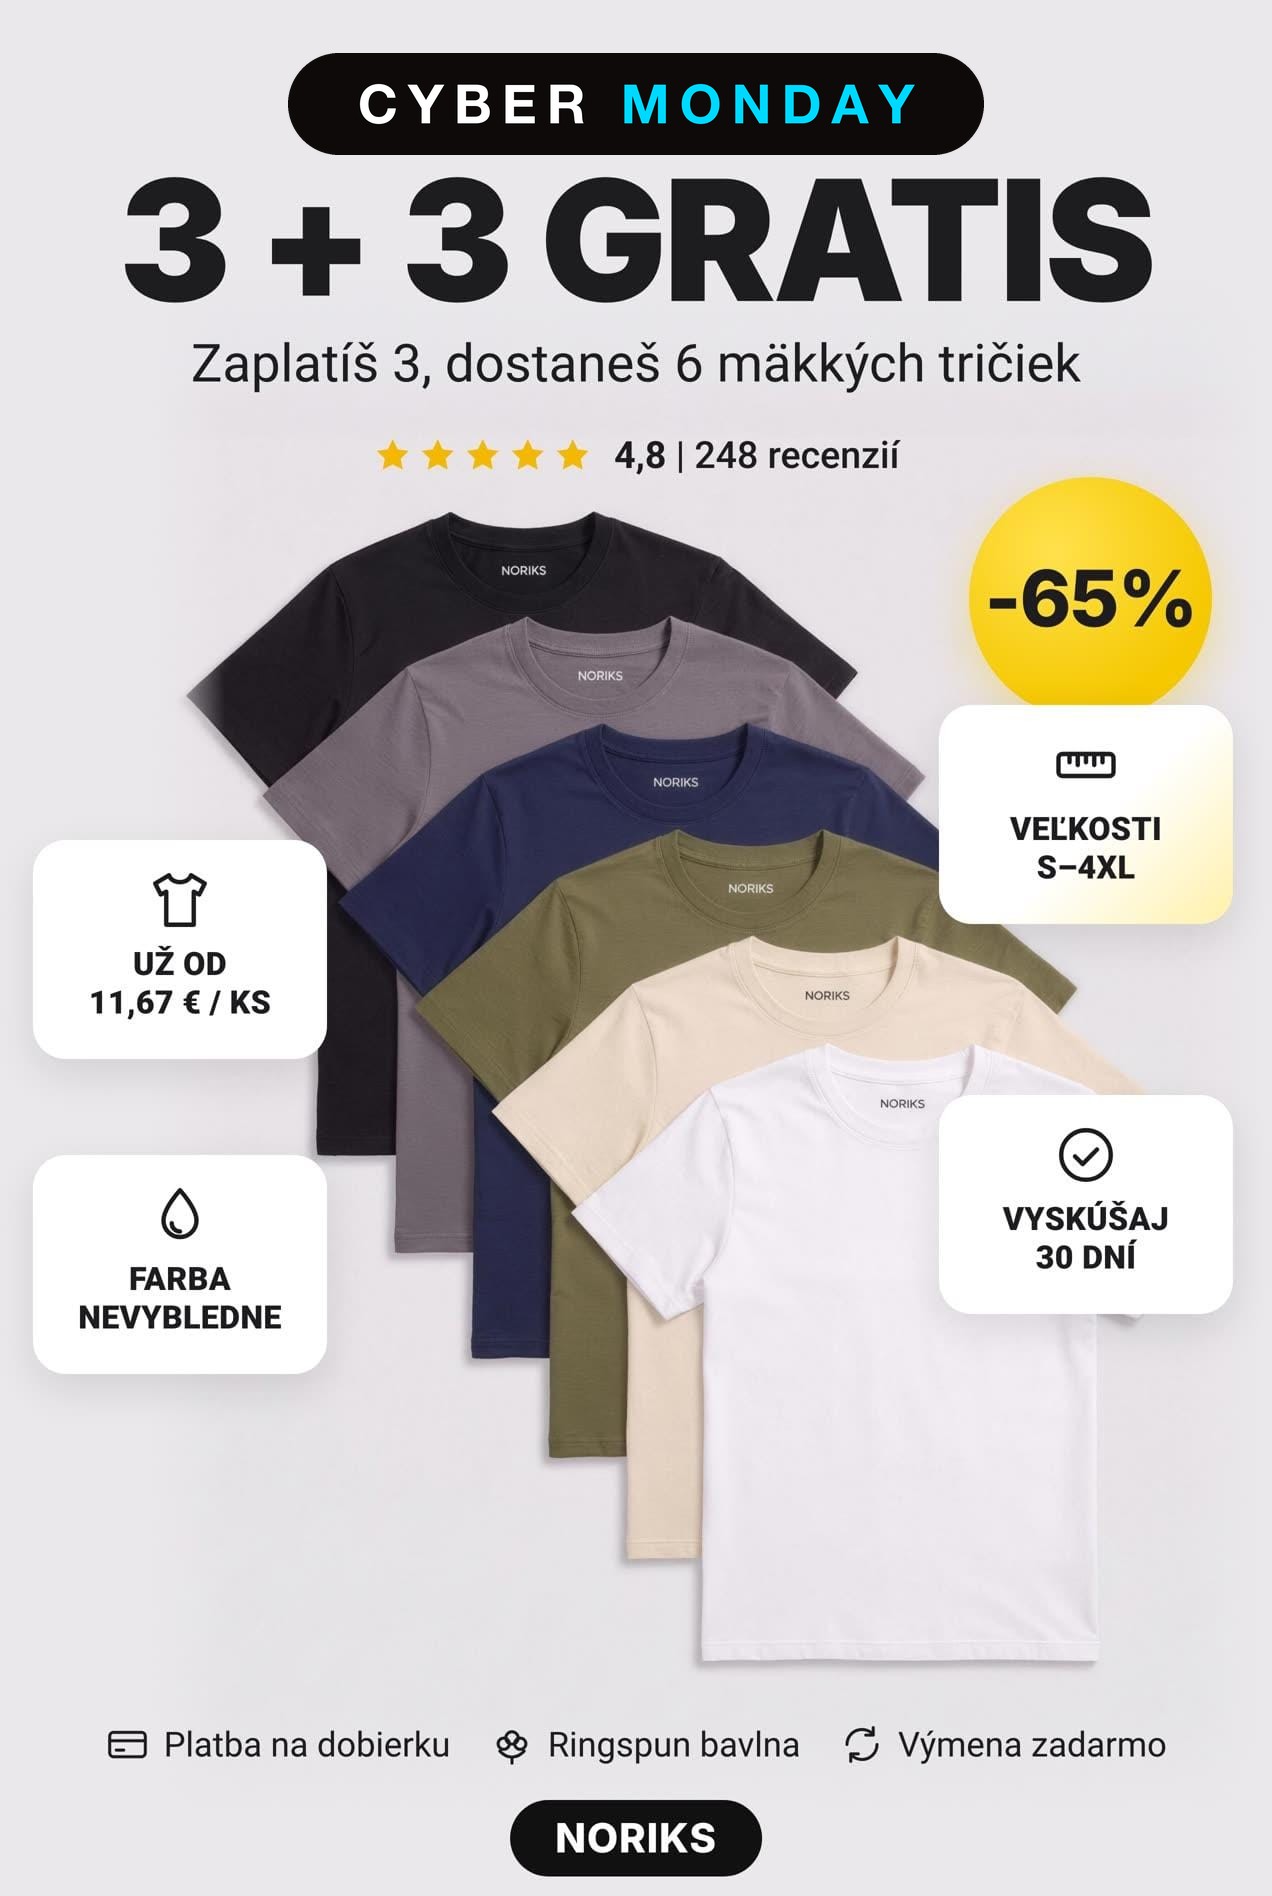 CYBER MONDAY
3 + 3 GRATIS
Zaplatíš 3, dostaneš 6 mäkkých tričiek
4,8 | 248 recenzií
NORIKS
-65%
NORIKS
NORIKS
VEĽKOSTI
S–4XL
NORIKS
UŽ OD
11,67 € / KS
NORIKS
NORIKS
VYSKÚŠAJ
30 DNÍ
FARBA
NEVYBLEDNE
Platba na dobierku
Ringspun bavlna
Výmena zadarmo
NORIKS